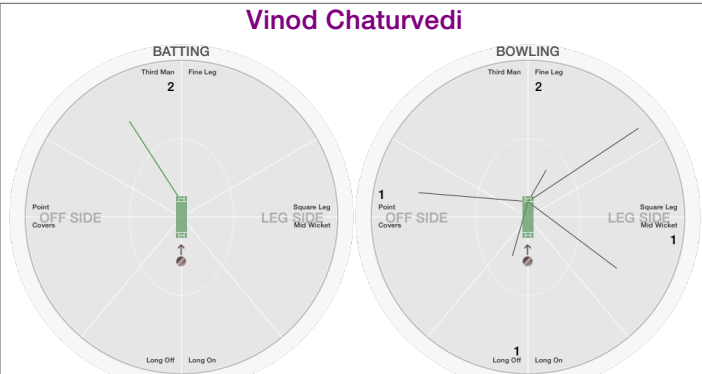 Vinod Chaturvedi
BATTING
Third Man Fine Leg
2
Point
OFF SIDE
Covers
Square Leg
LEG SIDE
Mid Wicket
Long Off Long On
BOWLING
Third Man Fine Leg
2
1
Point
OFF SIDE
Covers
Square Leg
LEG SIDE
Mid Wicket
1
1
Long Off Long On